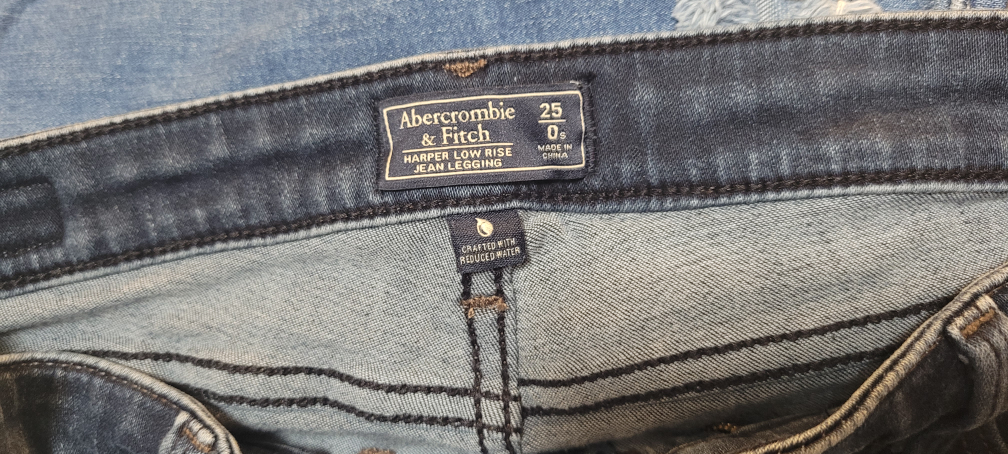 Abercrombie
& Fitch
HARPER LOW RISE
JEAN LEGGING
25
0s
MADE IN
CHINA
CRAFTED WITH
REDUCED WATER